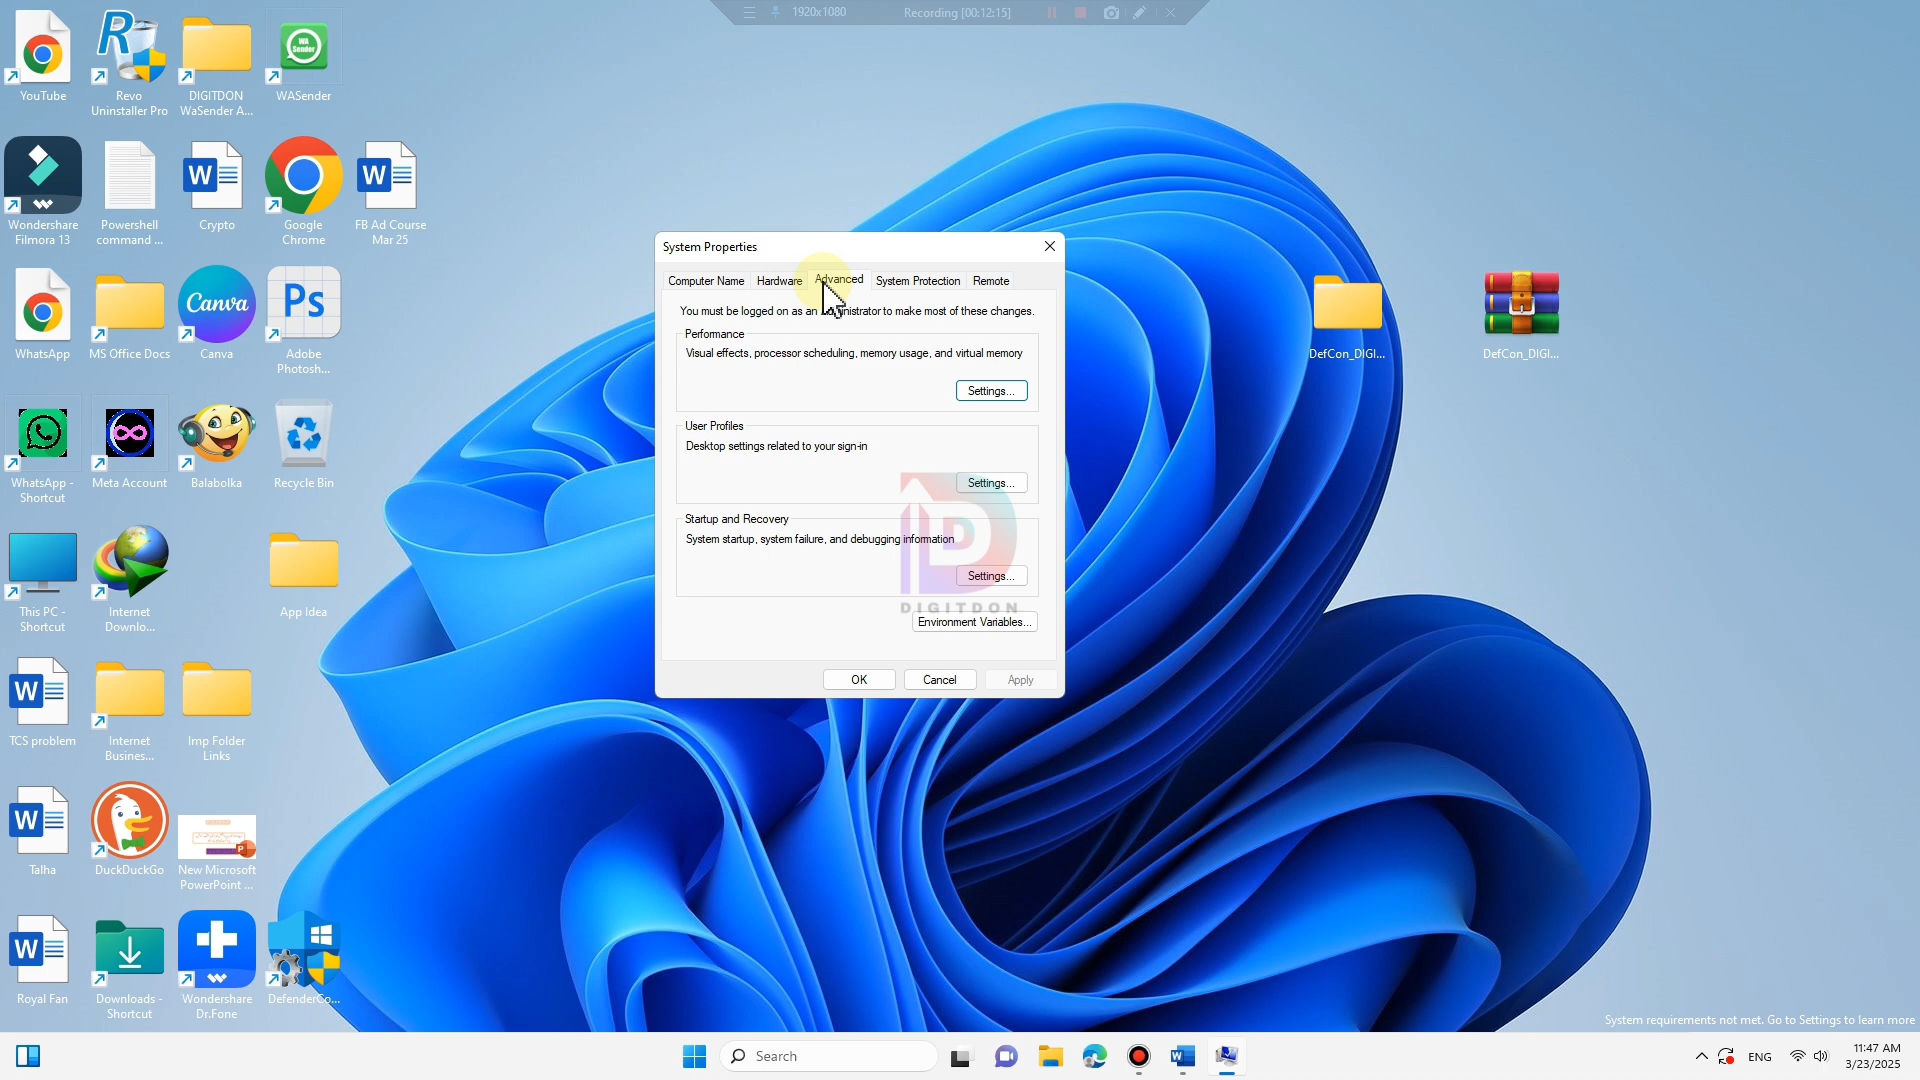 1920x1080
Recording [00:12:15]
YouTube
Revo
Uninstaller Pro
DIGITDON
WaSender A...
WA
Sender
WASender
Wondershare
Filmora 13
Powershell
command ...
Crypto
Google
Chrome
FB Ad Course
Mar 25
WhatsApp
MS Office Docs
Canva
Canva
Ps
Adobe
Photosh...
WhatsApp -
Shortcut
Meta Account
Balabolka
Recycle Bin
This PC -
Shortcut
Internet
Downlo...
App Idea
TCS problem
Internet
Busines...
Imp Folder
Links
Talha
DuckDuckGo
New Microsoft
PowerPoint ...
Royal Fan
Downloads -
Shortcut
Wondershare
Dr.Fone
DefenderCo...
System Properties
Computer Name
Hardware
Advanced
System Protection
Remote
You must be logged on as an Administrator to make most of these changes.
Performance
Visual effects, processor scheduling, memory usage, and virtual memory
Settings...
User Profiles
Desktop settings related to your sign-in
Settings...
Startup and Recovery
System startup, system failure, and debugging information
Settings...
DIGITDON
Environment Variables...
OK
Cancel
Apply
DefCon_DIGI...
DefCon_DIGI...
System requirements not met. Go to Settings to learn more
Search
ENG
11:47 AM
3/23/2025